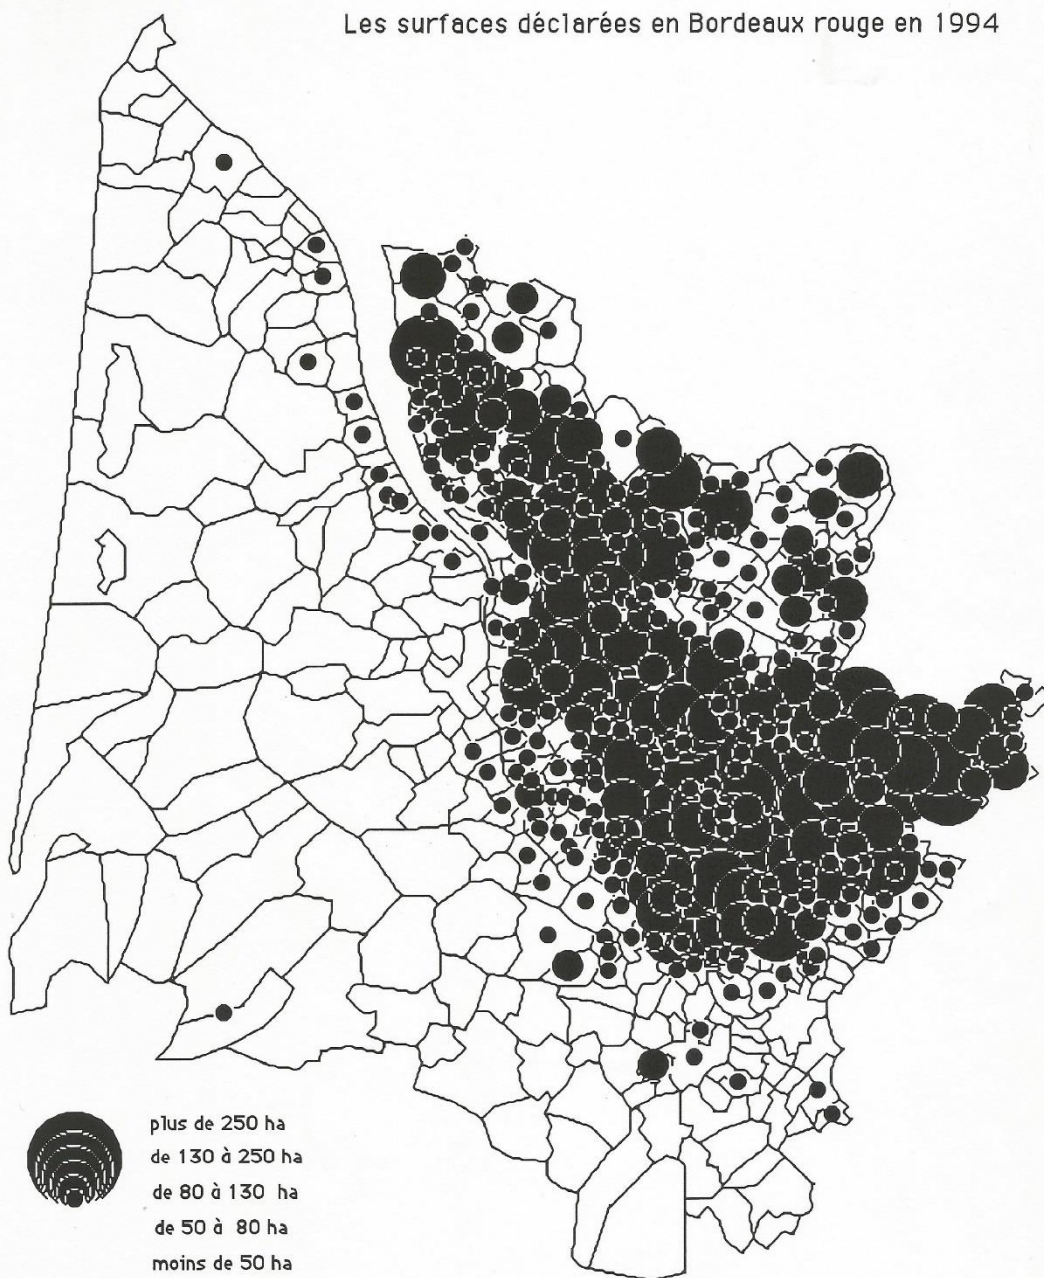 Les surfaces déclarées en Bordeaux rouge en 1994
plus de 250 ha
de 130 à 250 ha
de 80 à 130 ha
de 50 à 80 ha
moins de 50 ha